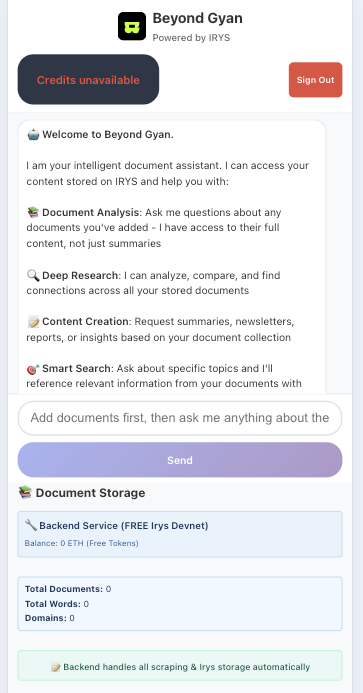 Beyond Gyan
Powered by IRYS
Credits unavailable
Sign Out
🤖 Welcome to Beyond Gyan.
I am your intelligent document assistant. I can access your
content stored on IRYS and help you with:
📚 Document Analysis: Ask me questions about any
documents you've added - I have access to their full
content, not just summaries
🔍 Deep Research: I can analyze, compare, and find
connections across all your stored documents
📝 Content Creation: Request summaries, newsletters,
reports, or insights based on your document collection
🎯 Smart Search: Ask about specific topics and I'll
reference relevant information from your documents with
Add documents first, then ask me anything about the
Send
📚 Document Storage
🔧 Backend Service (FREE Irys Devnet)
Balance: 0 ETH (Free Tokens)
Total Documents: 0
Total Words: 0
Domains: 0
📝 Backend handles all scraping & Irys storage automatically